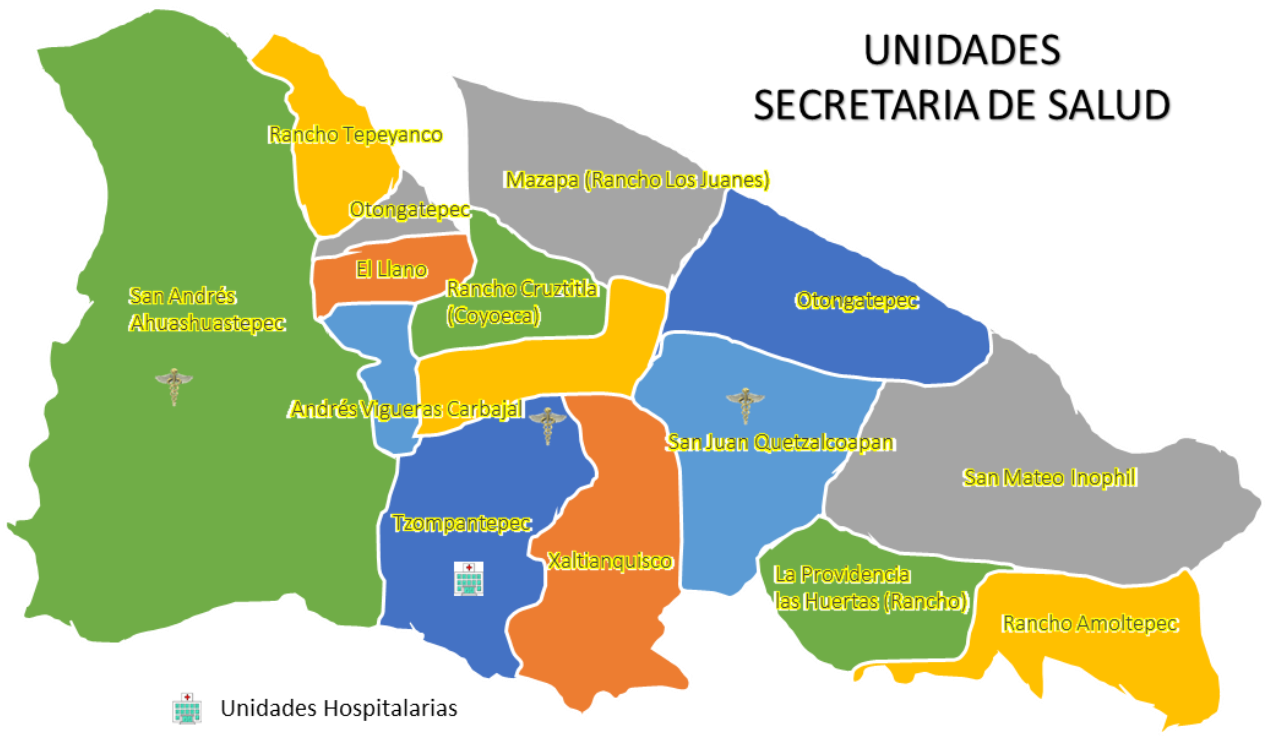 UNIDADES
SECRETARIA DE SALUD
Rancho Tepeyanco
Mazapa (Rancho Los Juanes)
Otongatepec
El Llano
Rancho Cruztitla
(Coyoeca)
San Andrés
Ahuashuastepec
Otongatepec
Andrés Vigueras Carbajal
San Juan Quetzalcoapan
San Mateo Inophil
Tzompantepec
Xaltianquisco
La Providencia
las Huertas (Rancho)
Rancho Amoltepec
Unidades Hospitalarias